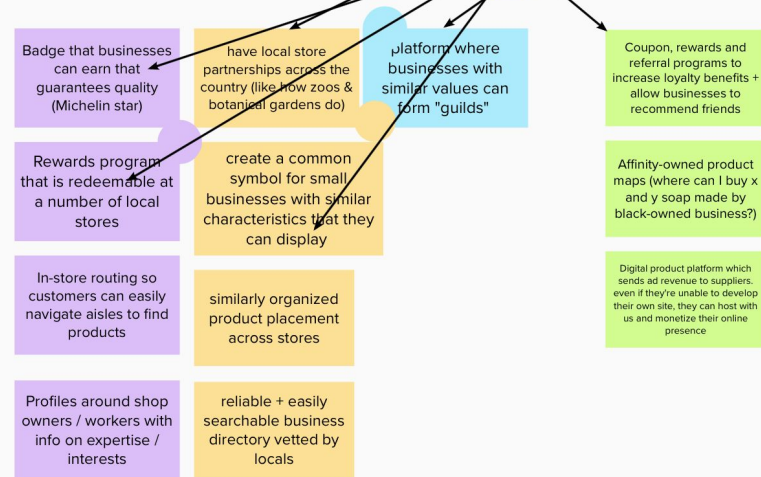 Badge that businesses
can earn that
guarantees quality
(Michelin star)
have local store
partnerships across the
country (like how zoos &
botanical gardens do)
platform where
businesses with
similar values can
form "guilds"
Coupon, rewards and
referral programs to
increase loyalty benefits +
allow businesses to
recommend friends
Rewards program
that is redeemable at
a number of local
stores
create a common
symbol for small
businesses with similar
characteristics that they
can display
Affinity-owned product
maps (where can I buy x
and y soap made by
black-owned business?)
In-store routing so
customers can easily
navigate aisles to find
products
similarly organized
product placement
across stores
Digital product platform which
sends ad revenue to suppliers.
even if they're unable to develop
their own site, they can host with
us and monetize their online
presence
Profiles around shop
owners / workers with
info on expertise /
interests
reliable + easily
searchable business
directory vetted by
locals